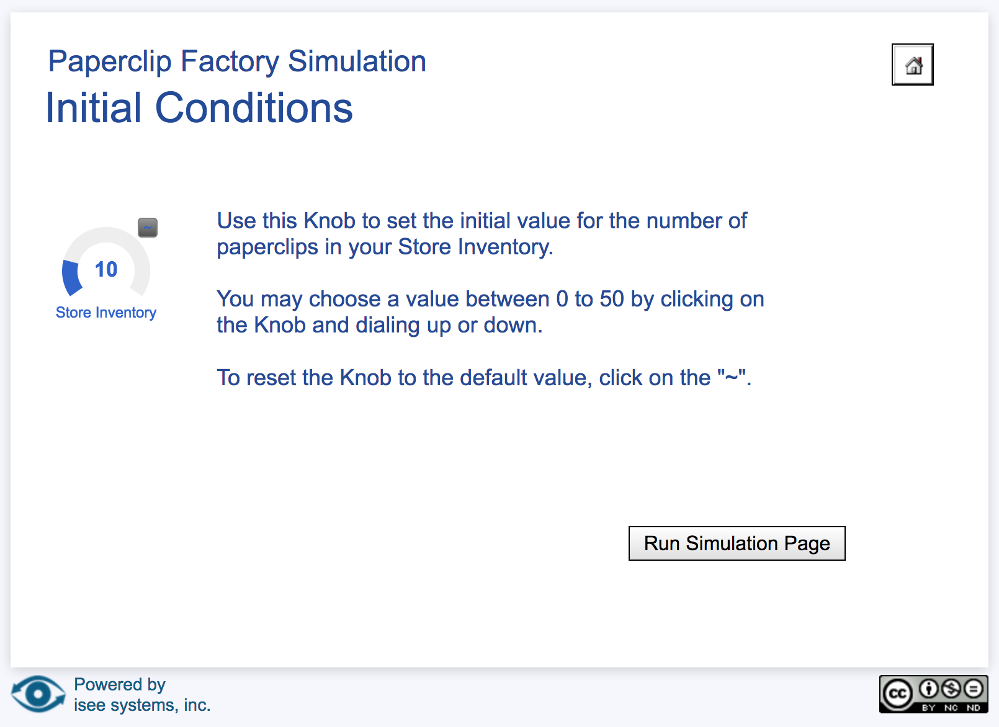 Paperclip Factory Simulation
Initial Conditions
~
10
Store Inventory
Use this Knob to set the initial value for the number of
paperclips in your Store Inventory.
You may choose a value between 0 to 50 by clicking on
the Knob and dialing up or down.
To reset the Knob to the default value, click on the "~".
Run Simulation Page
Powered by
isee systems, inc.
cc
BY NC ND